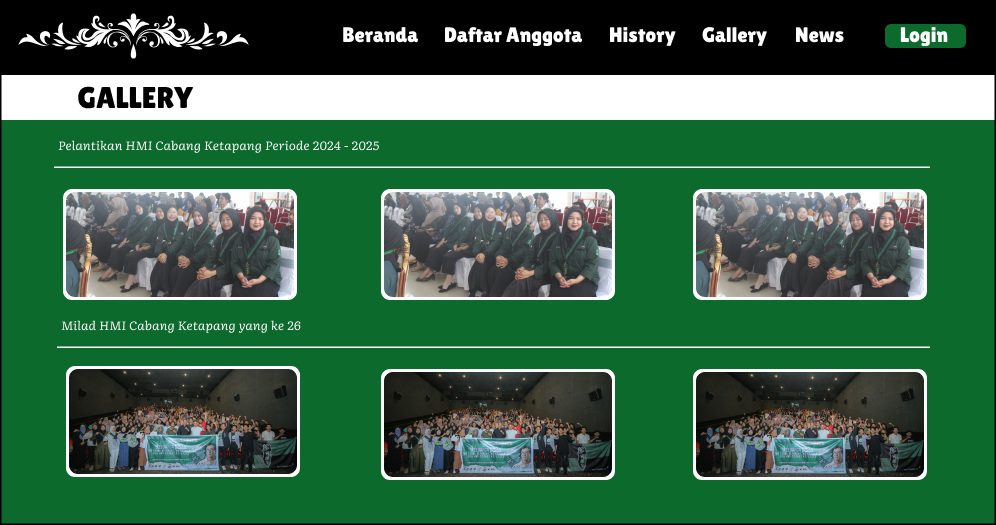 Beranda Daftar Anggota History Gallery News Login
GALLERY
Pelantikan HMI Cabang Ketapang Periode 2024 - 2025
Milad HMI Cabang Ketapang yang ke 26